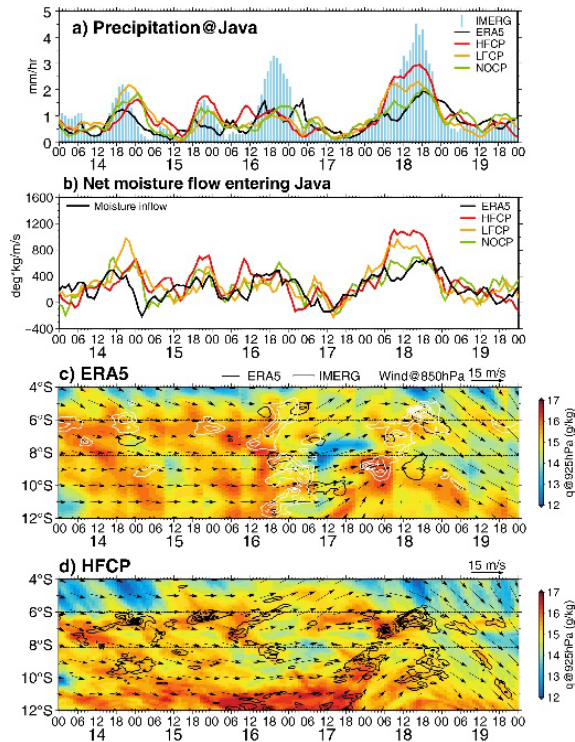 a) Precipitation@Java
IMERG
ERA5
HFCP
LFCP
NOCP
mm/hr
5
4
3
2
1
0
00 06 12 18 00 06 12 18 00 06 12 18 00 06 12 18 00 06 12 18 00 06 12 18 00
14 15 16 17 18 19
b) Net moisture flow entering Java
Moisture inflow
ERA5
HFCP
LFCP
NOCP
deg*kg/m/s
1600
1200
800
400
0
−400
00 06 12 18 00 06 12 18 00 06 12 18 00 06 12 18 00 06 12 18 00 06 12 18 00
14 15 16 17 18 19
c) ERA5
ERA5 IMERG Wind@850hPa 15 m/s
4°S
6°S
8°S
10°S
12°S
00 06 12 18 00 06 12 18 00 06 12 18 00 06 12 18 00 06 12 18 00 06 12 18 00
14 15 16 17 18 19
17
16
15
14
13
12
q@925hPa (g/kg)
d) HFCP
15 m/s
4°S
6°S
8°S
10°S
12°S
00 06 12 18 00 06 12 18 00 06 12 18 00 06 12 18 00 06 12 18 00 06 12 18 00
14 15 16 17 18 19
17
16
15
14
13
12
q@925hPa (g/kg)